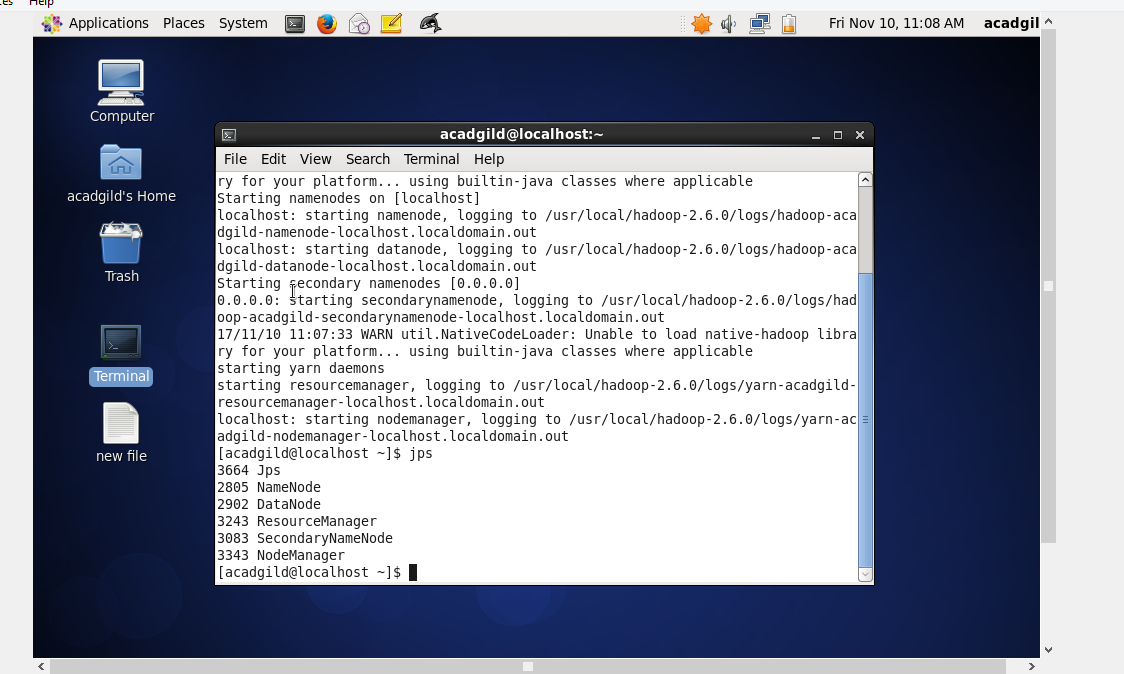 Help
Applications Places System Fri Nov 10, 11:08 AM acadgil
Computer
acadgild's Home
Trash
Terminal
new file
acadgild@localhost:~
File Edit View Search Terminal Help
ry for your platform... using builtin-java classes where applicable
Starting namenodes on [localhost]
localhost: starting namenode, logging to /usr/local/hadoop-2.6.0/logs/hadoop-aca
dgild-namenode-localhost.localdomain.out
localhost: starting datanode, logging to /usr/local/hadoop-2.6.0/logs/hadoop-aca
dgild-datanode-localhost.localdomain.out
Starting secondary namenodes [0.0.0.0]
0.0.0.0: starting secondarynamenode, logging to /usr/local/hadoop-2.6.0/logs/had
oop-acadgild-secondarynamenode-localhost.localdomain.out
17/11/10 11:07:33 WARN util.NativeCodeLoader: Unable to load native-hadoop libra
ry for your platform... using builtin-java classes where applicable
starting yarn daemons
starting resourcemanager, logging to /usr/local/hadoop-2.6.0/logs/yarn-acadgild-
resourcemanager-localhost.localdomain.out
localhost: starting nodemanager, logging to /usr/local/hadoop-2.6.0/logs/yarn-ac
adgild-nodemanager-localhost.localdomain.out
[acadgild@localhost ~]$ jps
3664 Jps
2805 NameNode
2902 DataNode
3243 ResourceManager
3083 SecondaryNameNode
3343 NodeManager
[acadgild@localhost ~]$